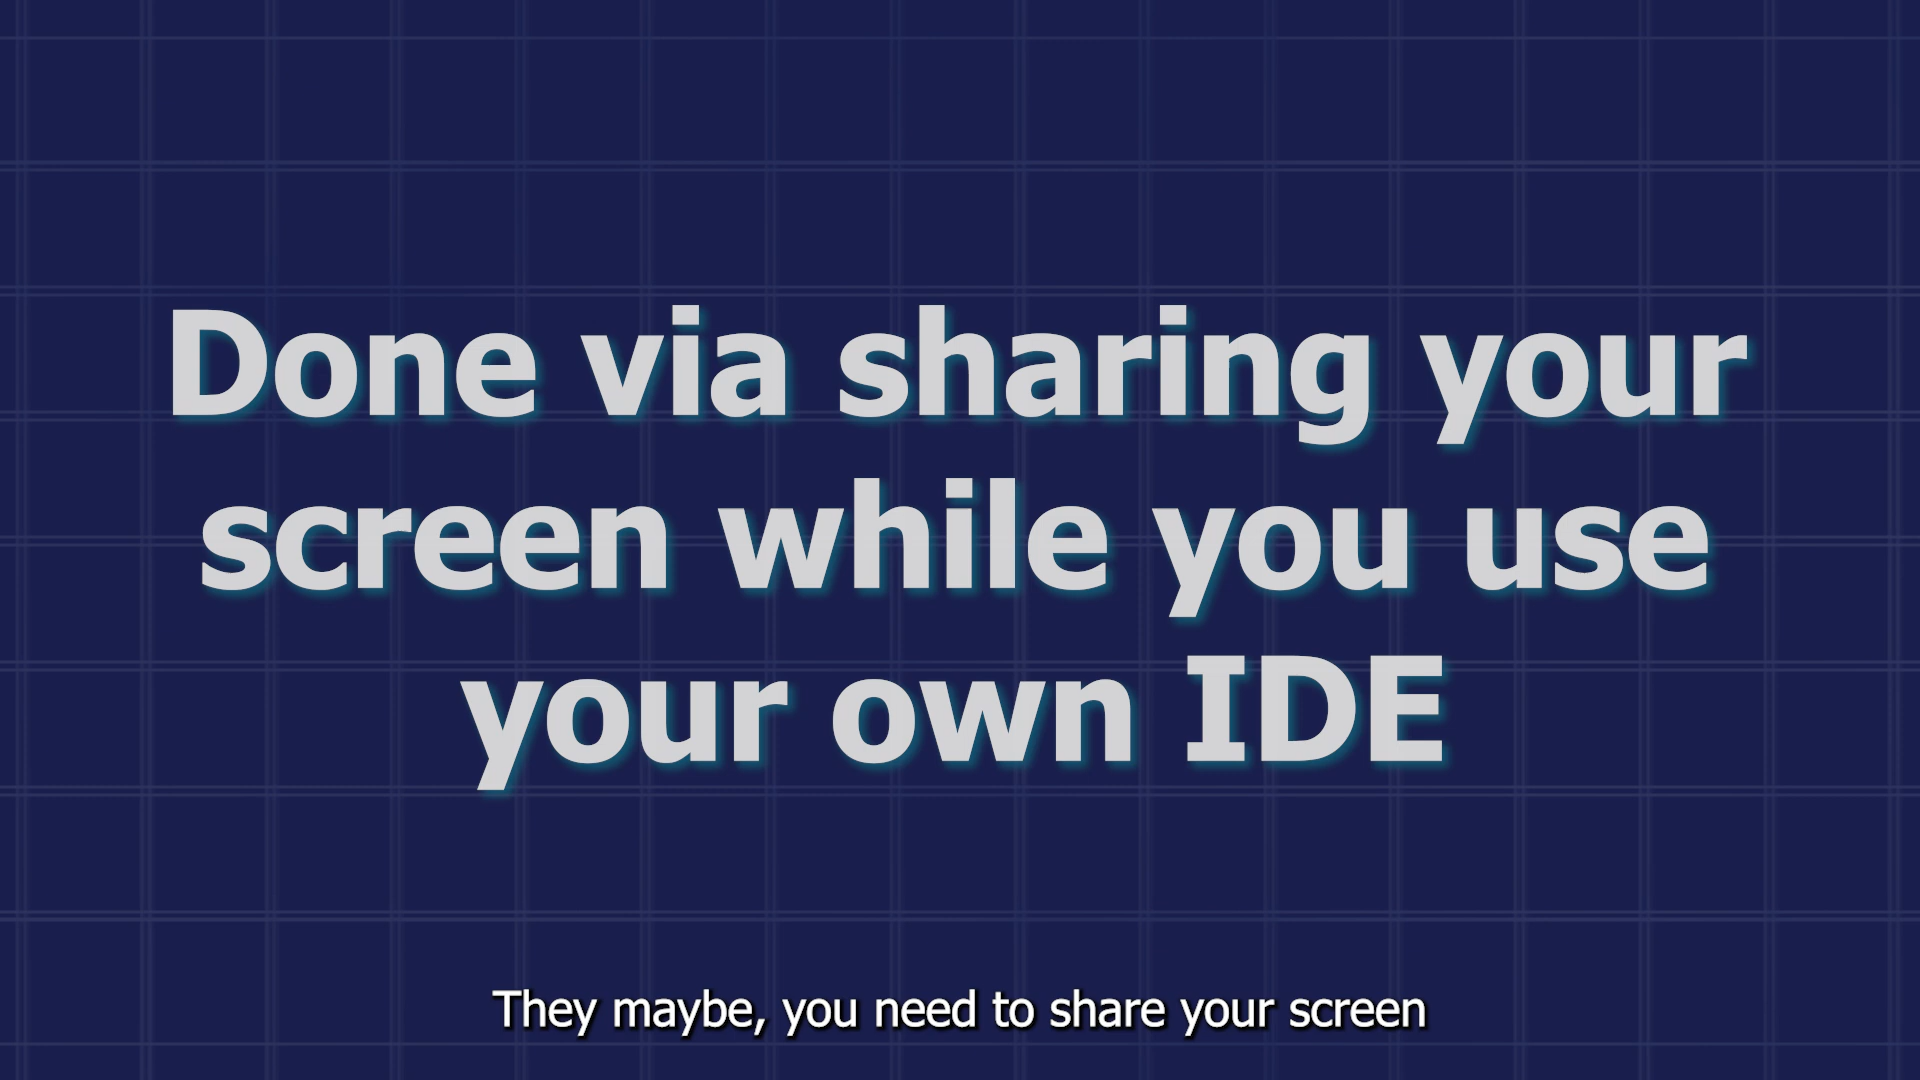 Done via sharing your
screen while you use
your own IDE
They maybe, you need to share your screen